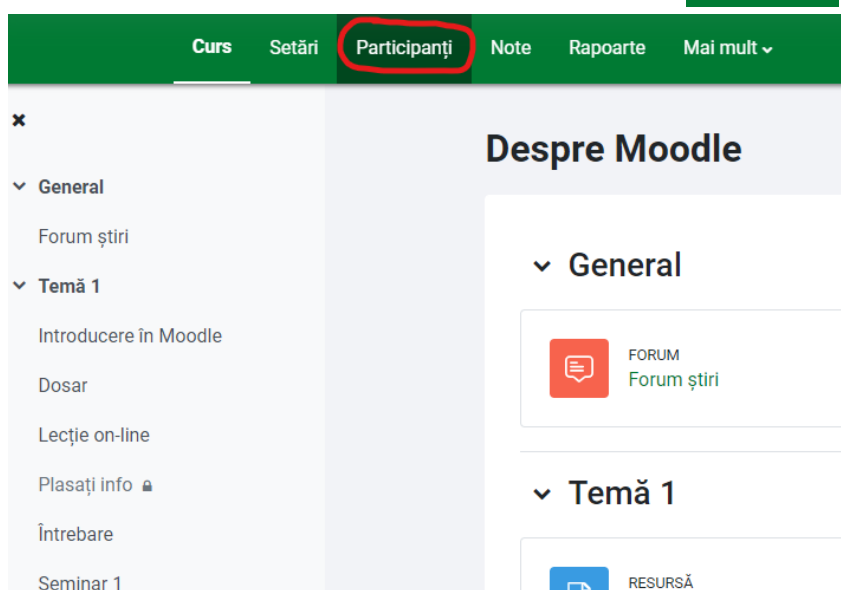 Curs Setări Participanți Note Rapoarte Mai mult
General
Forum știri
Temă 1
Introducere în Moodle
Dosar
Lecție on-line
Plasați info
Întrebare
Seminar 1
Despre Moodle
General
FORUM
Forum știri
Temă 1
RESURSĂ